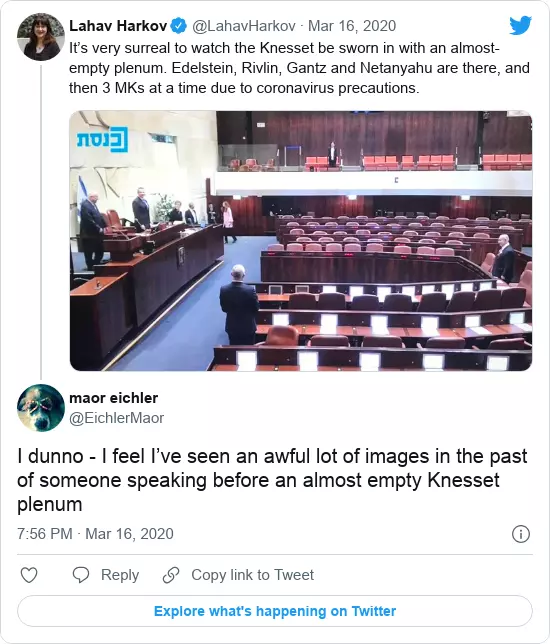 Lahav Harkov @LahavHarkov · Mar 16, 2020
It’s very surreal to watch the Knesset be sworn in with an almost-
empty plenum. Edelstein, Rivlin, Gantz and Netanyahu are there, and
then 3 MKs at a time due to coronavirus precautions.
כנסת
maor eichler
@EichlerMaor
I dunno - I feel I’ve seen an awful lot of images in the past
of someone speaking before an almost empty Knesset
plenum
7:56 PM · Mar 16, 2020
Reply
Copy link to Tweet
Explore what's happening on Twitter